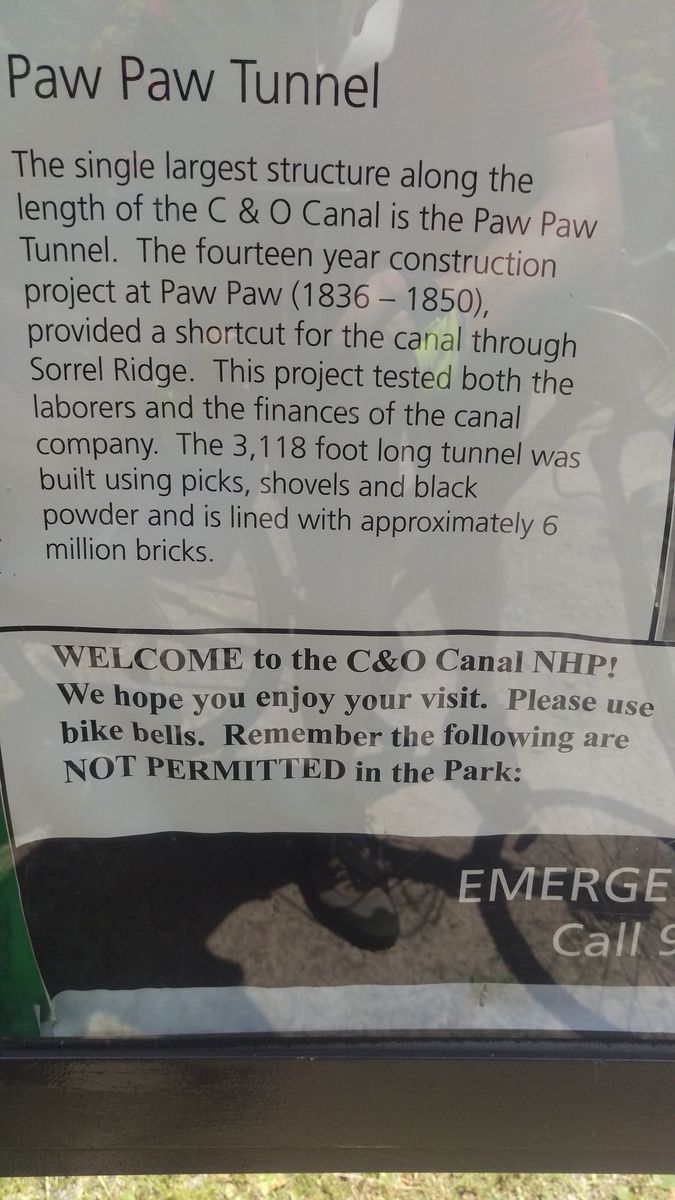 Paw Paw Tunnel
The single largest structure along the
length of the C & O Canal is the Paw Paw
Tunnel. The fourteen year construction
project at Paw Paw (1836 – 1850),
provided a shortcut for the canal through
Sorrel Ridge. This project tested both the
laborers and the finances of the canal
company. The 3,118 foot long tunnel was
built using picks, shovels and black
powder and is lined with approximately 6
million bricks.
WELCOME to the C&O Canal NHP!
We hope you enjoy your visit. Please use
bike bells. Remember the following are
NOT PERMITTED in the Park:
EMERGE
Call 9